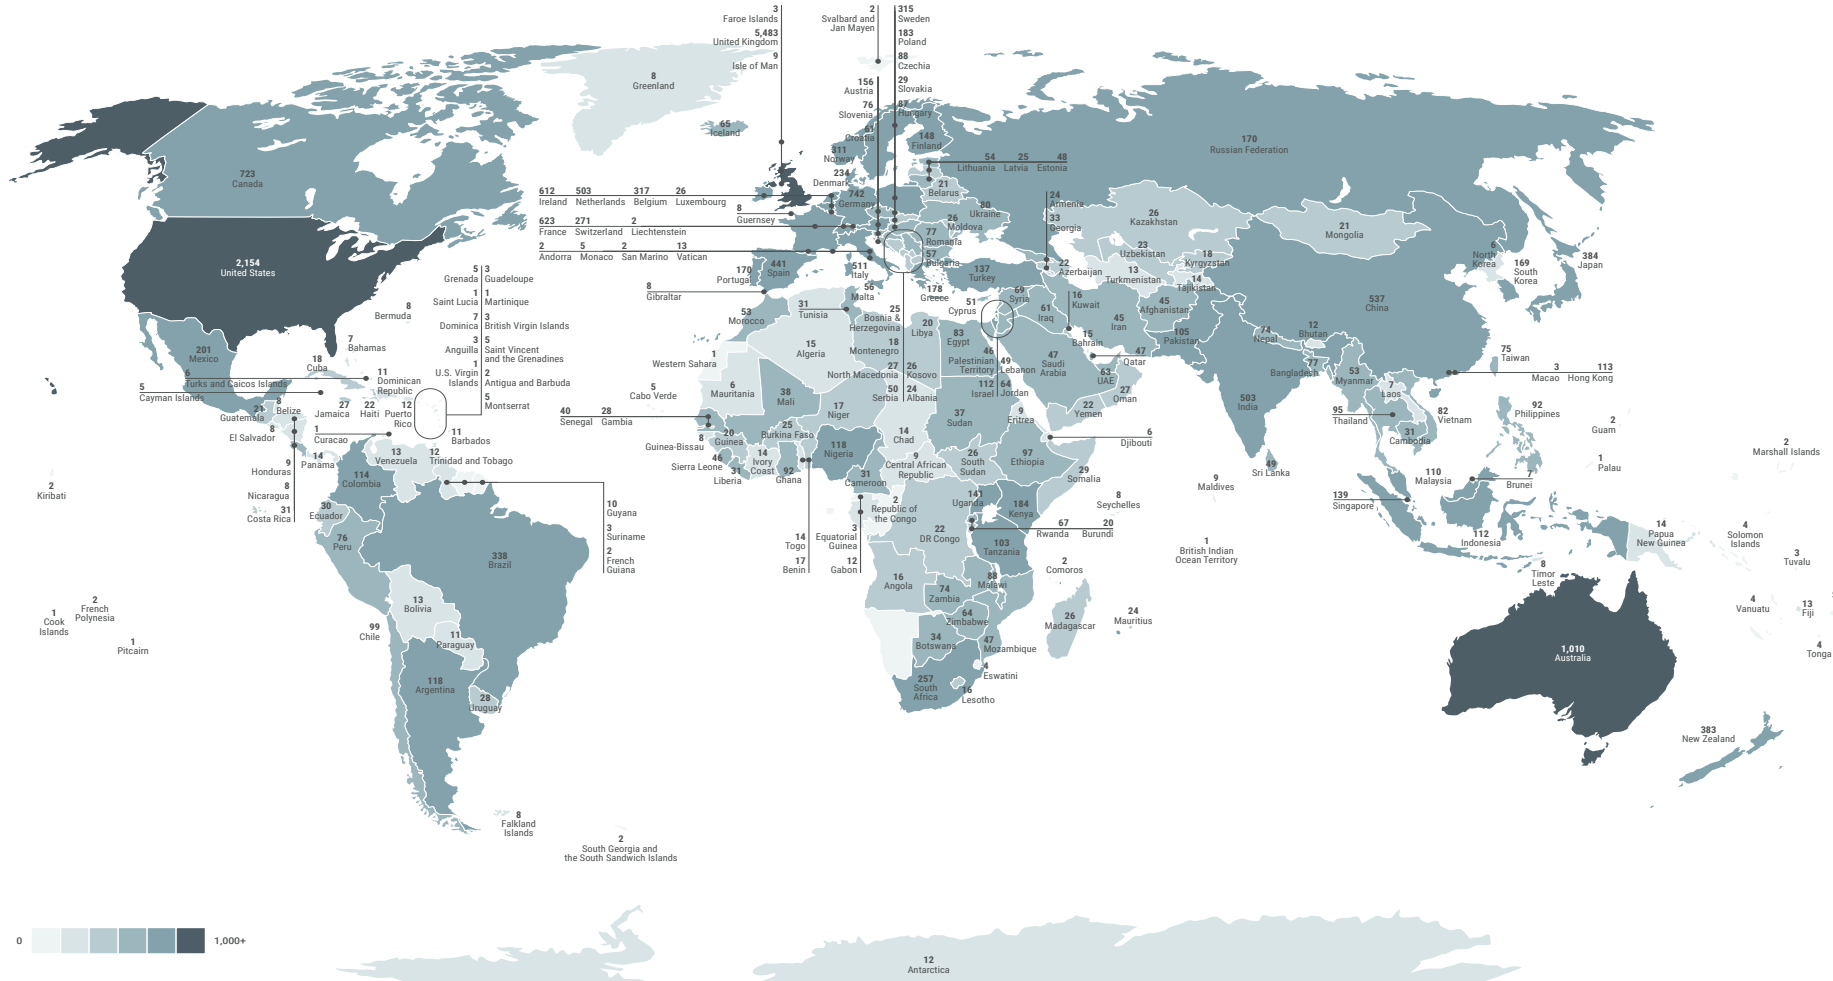 3
Faroe Islands
5,483
United Kingdom
9
Isle of Man
2
Svalbard and
Jan Mayen
315
Sweden
183
Poland
88
Czechia
29
Slovakia
87
Hungary
156
Austria
76
Slovenia
61
Croatia
8
Greenland
65
Iceland
311
Norway
148
Finland
234
Denmark
54 25 48
Lithuania Latvia Estonia
170
Russian Federation
723
Canada
612 503 317 26
Ireland Netherlands Belgium Luxembourg
742
Germany
21
Belarus
8
Guernsey
80
Ukraine
26
Moldova
24
Armenia
33
Georgia
26
Kazakhstan
21
Mongolia
623 271 2
France Switzerland Liechtenstein
77
Romania
57
Bulgaria
2 5 2 13
Andorra Monaco San Marino Vatican
23
Uzbekistan
18
Kyrgyzstan
6
North
Korea
169
South
Korea
384
Japan
2,154
United States
170
Portugal
441
Spain
511
Italy
137
Turkey
22
Azerbaijan
13
Turkmenistan
14
Tajikistan
5
Grenada
3
Guadeloupe
1
Saint Lucia
1
Martinique
7
Dominica
3
British Virgin Islands
3
Anguilla
5
Saint Vincent
and the Grenadines
1
U.S. Virgin
Islands
2
Antigua and Barbuda
5
Montserrat
8
Bermuda
8
Gibraltar
56
Malta
178
Greece
51
Cyprus
69
Syria
16
Kuwait
45
Afghanistan
537
China
53
Morocco
31
Tunisia
25
Bosnia &
Herzegovina
20
Libya
83
Egypt
61
Iraq
45
Iran
105
Pakistan
74
Nepal
12
Bhutan
7
Bahamas
201
Mexico
18
Cuba
15
Algeria
18
Montenegro
46
Palestinian
Territory
49
Lebanon
47
Saudi
Arabia
15
Bahrain
47
Qatar
75
Taiwan
1
Western Sahara
27
North Macedonia
26
Kosovo
112
Israel
64
Jordan
63
UAE
77
Bangladesh
53
Myanmar
3 113
Macao Hong Kong
6
Turks and Caicos Islands
11
Dominican
Republic
5
Cayman Islands
5
Cabo Verde
6
Mauritania
38
Mali
50
Serbia
24
Albania
27
Oman
7
Laos
21
Guatemala
8
Belize
27
Jamaica
22
Haiti
12
Puerto
Rico
40 28
Senegal Gambia
17
Niger
37
Sudan
9
Eritrea
22
Yemen
503
India
95
Thailand
82
Vietnam
92
Philippines
2
Guam
8
El Salvador
1
Curacao
11
Barbados
8
Guinea-Bissau
20
Guinea
25
Burkina Faso
118
Nigeria
14
Chad
6
Djibouti
31
Cambodia
2
Marshall Islands
9
Honduras
14
Panama
13
Venezuela
12
Trinidad and Tobago
46
Sierra Leone
31
Liberia
14
Ivory
Coast
92
Ghana
31
Cameroon
9
Central African
Republic
26
South
Sudan
97
Ethiopia
29
Somalia
9
Maldives
49
Sri Lanka
110
Malaysia
7
Brunei
1
Palau
2
Kiribati
8
Nicaragua
31
Costa Rica
114
Colombia
10
Guyana
3
Suriname
2
French
Guiana
30
Ecuador
76
Peru
338
Brazil
2
Republic of
the Congo
141
Uganda
184
Kenya
8
Seychelles
139
Singapore
14
Togo
17
Benin
3
Equatorial
Guinea
12
Gabon
22
DR Congo
67 20
Rwanda Burundi
103
Tanzania
1
British Indian
Ocean Territory
112
Indonesia
14
Papua
New Guinea
4
Solomon
Islands
3
Tuvalu
8
Timor
Leste
2
Comoros
16
Angola
88
Malawi
74
Zambia
64
Zimbabwe
26
Madagascar
24
Mauritius
4
Vanuatu
13
Fiji
4
Tonga
1
Cook
Islands
2
French
Polynesia
1
Pitcairn
13
Bolivia
99
Chile
11
Paraguay
34
Botswana
47
Mozambique
4
Eswatini
257
South
Africa
16
Lesotho
1,010
Australia
118
Argentina
28
Uruguay
383
New Zealand
8
Falkland
Islands
2
South Georgia and
the South Sandwich Islands
0 1,000+
12
Antarctica